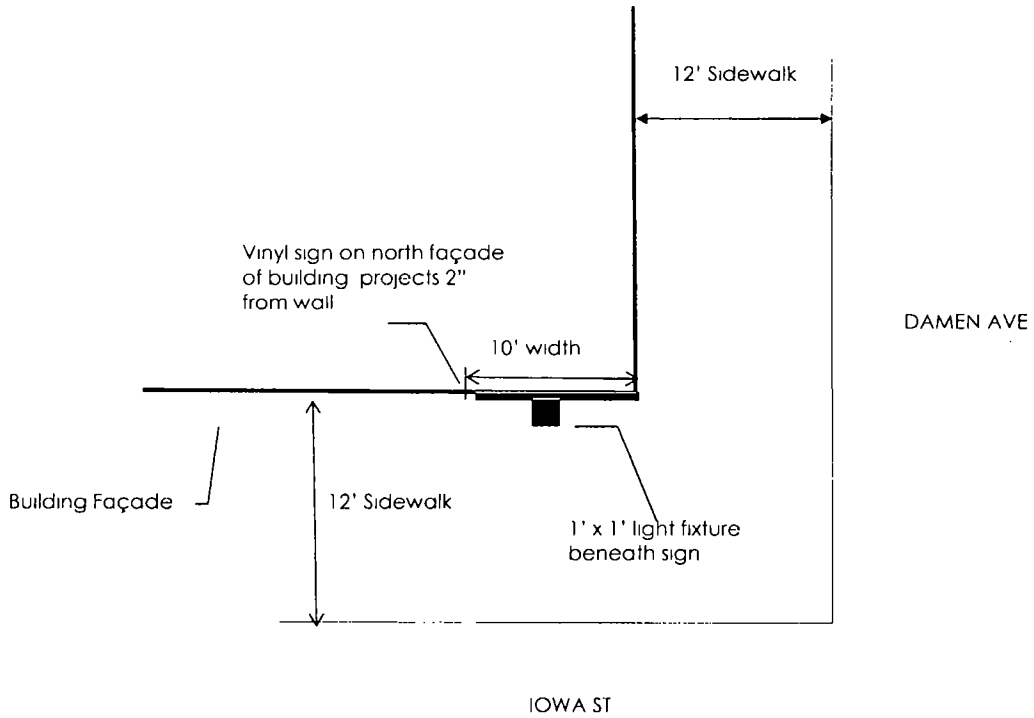 12' Sidewalk
Vinyl sign on north façade
of building projects 2"
from wall
10' width
DAMEN AVE
Building Façade
12' Sidewalk
1' x 1' light fixture
beneath sign
IOWA ST